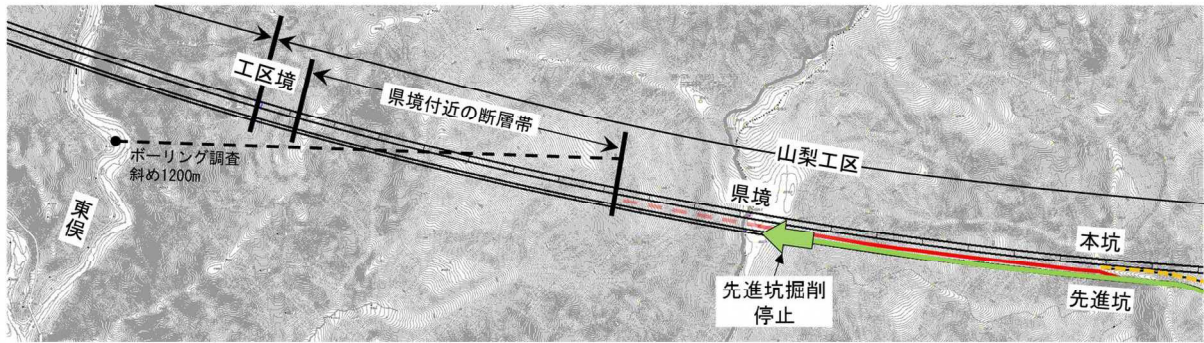 工区境
県境付近の断層帯
ボーリング調査
斜め1200m
東俣
山梨工区
県境
先進坑掘削
停止
本坑
先進坑